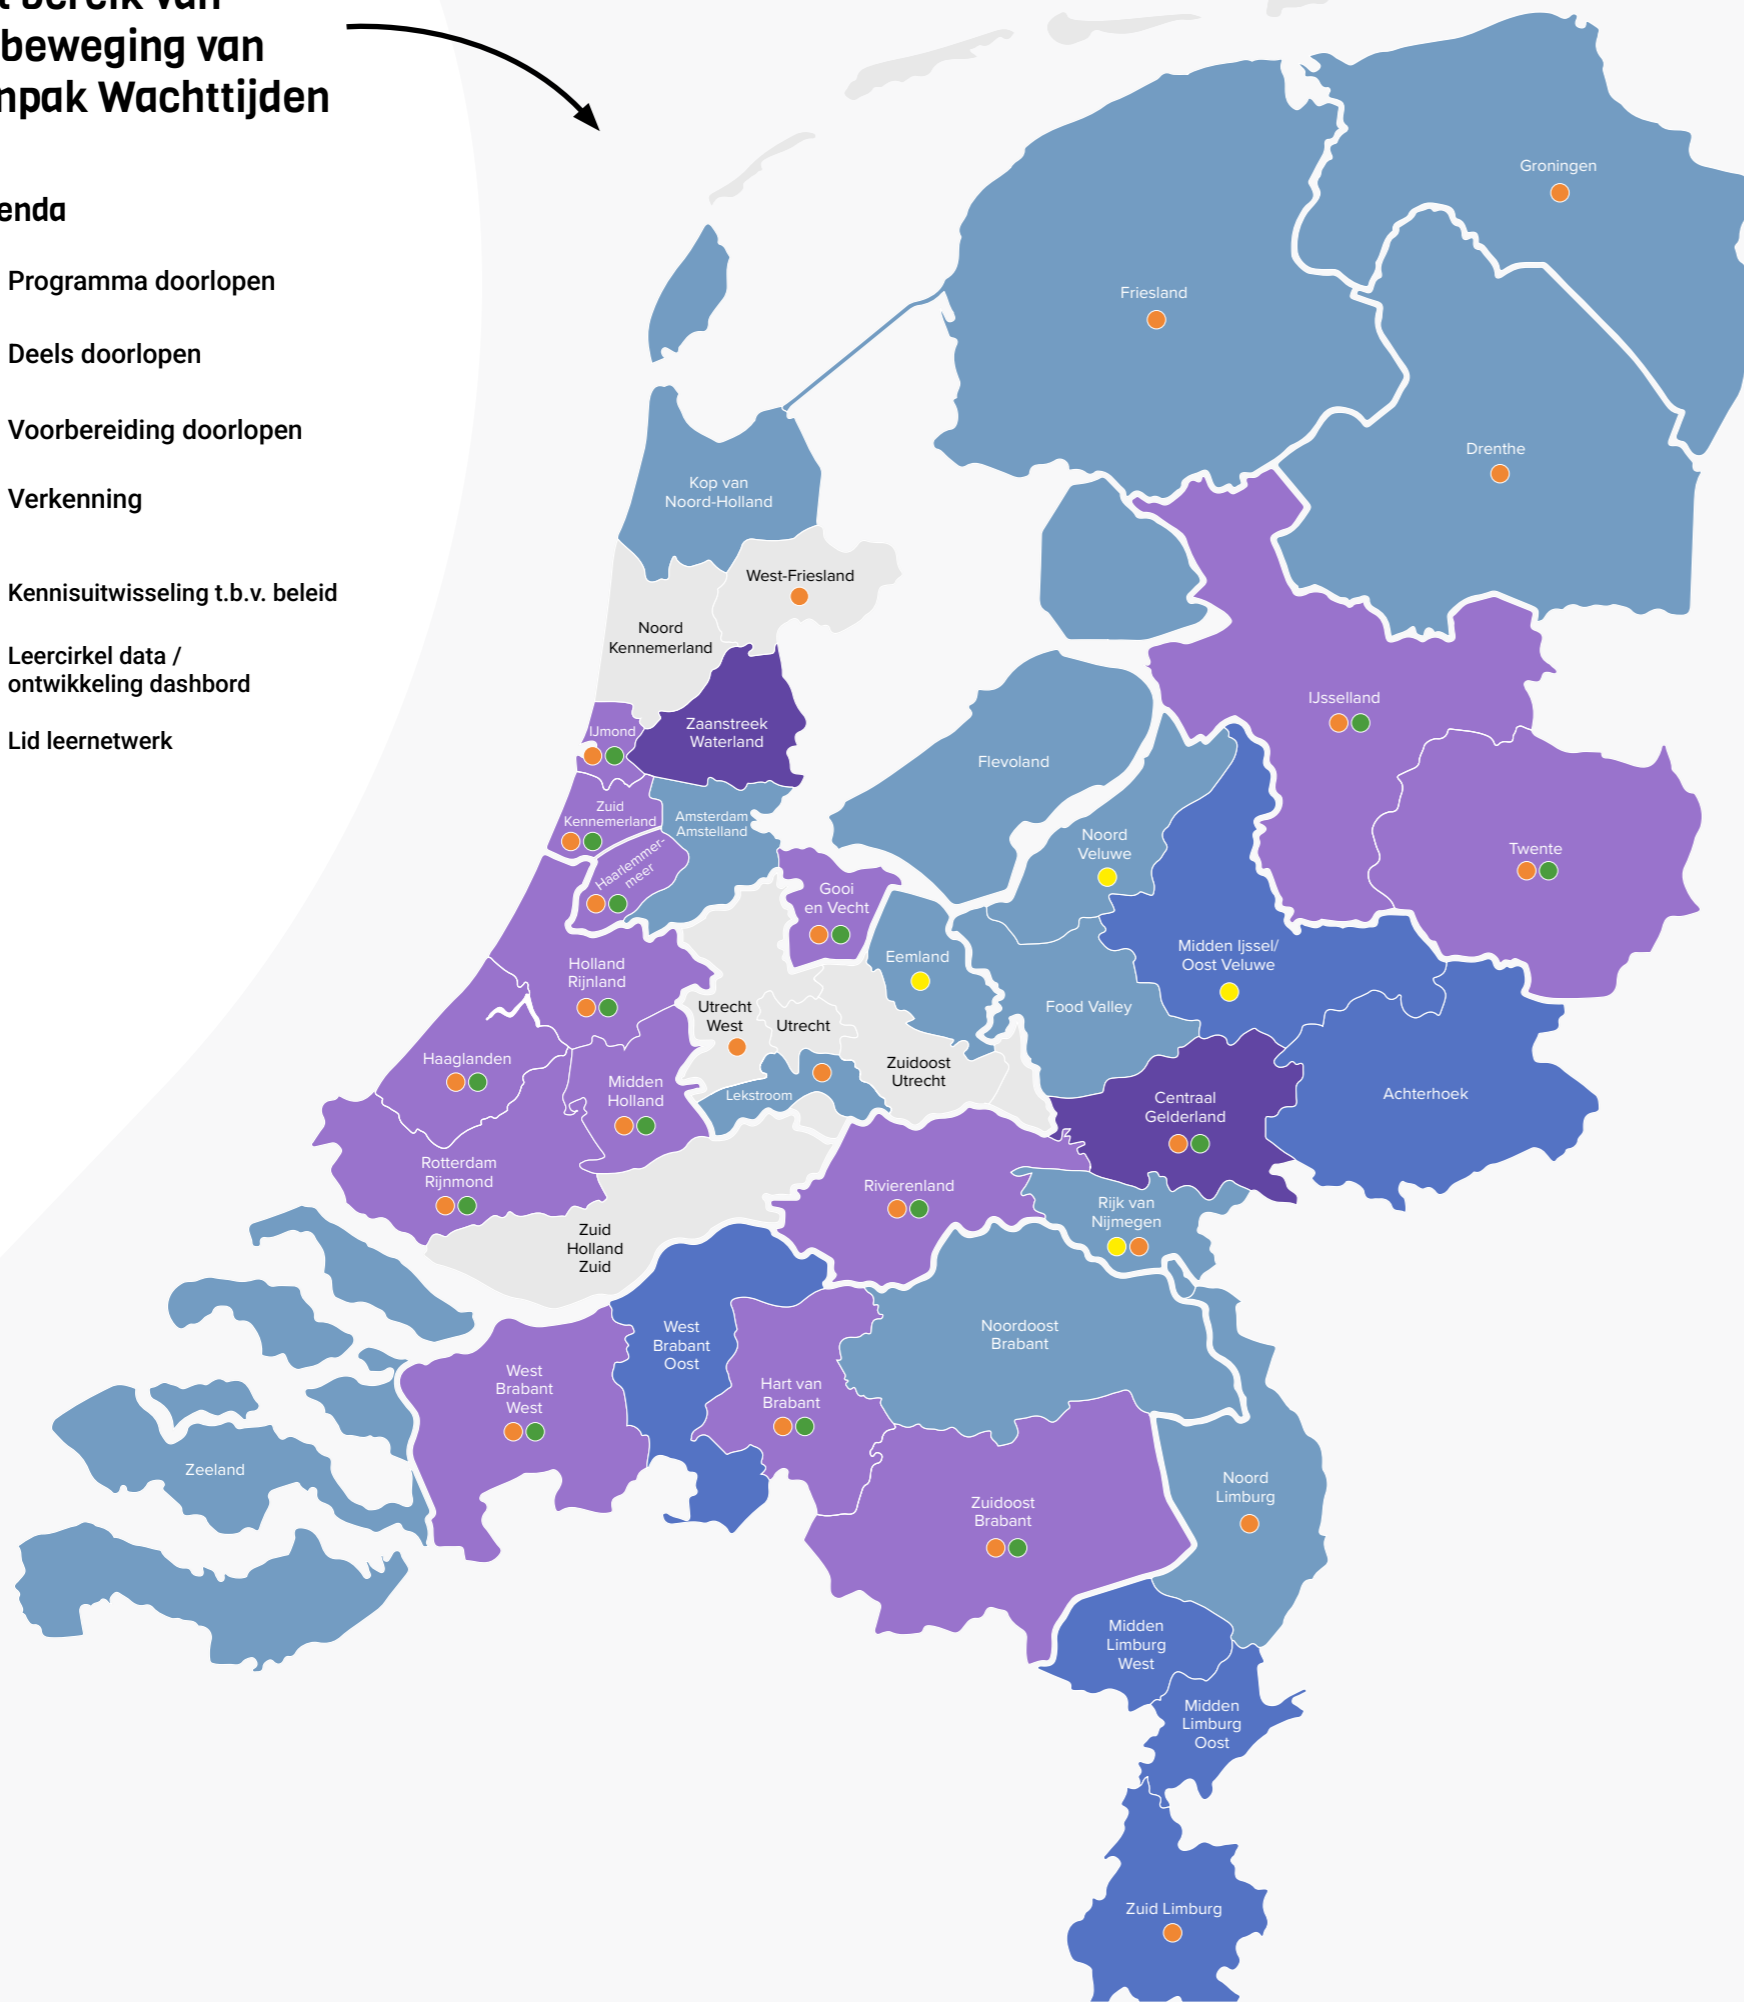 beweging van
Wachttijden
Programma doorlopen
Deels doorlopen
Voorbereiding doorlopen
Verkenning
Kennisuitwisseling t.b.v. beleid
Leercirkel data /
ontwikkeling dashbord
Lid leernetwerk
Groningen
Friesland
Drenthe
Kop van
Noord-Holland
West-Friesland
Noord
Kennemerland
IJsselland
Zaanstreek
Waterland
IJmond
Flevoland
Zuid
Kennemerland
Amsterdam
Amstelland
Haarlemmer-
meer
Noord
Veluwe
Twente
Gooi
en Vecht
Midden Ijssel/
Oost Veluwe
Eemland
Holland
Rijnland
Food Valley
Utrecht
West
Utrecht
Haaglanden
Zuidoost
Utrecht
Midden
Holland
Lekstroom
Centraal
Gelderland
Achterhoek
Rotterdam
Rijnmond
Rivierenland
Rijk van
Nijmegen
Zuid
Holland
Zuid
West
Brabant
Oost
Noordoost
Brabant
West
Brabant
West
Hart van
Brabant
Zeeland
Noord
Limburg
Zuidoost
Brabant
Midden
Limburg
West
Midden
Limburg
Oost
Zuid Limburg